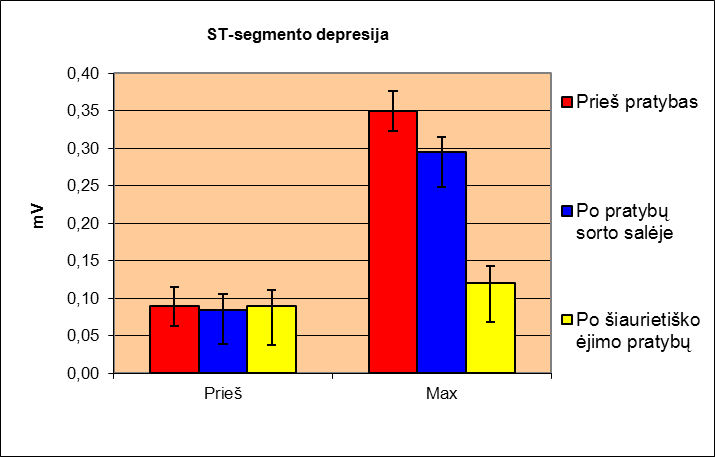 ST-segmento depresija
0,40
0,35
0,30
0,25
0,20
0,15
0,10
0,05
0,00
mV
Prieš
Max
Prieš pratybas
Po pratybų
sorto salėje
Po šiaurietiško
ėjimo pratybų